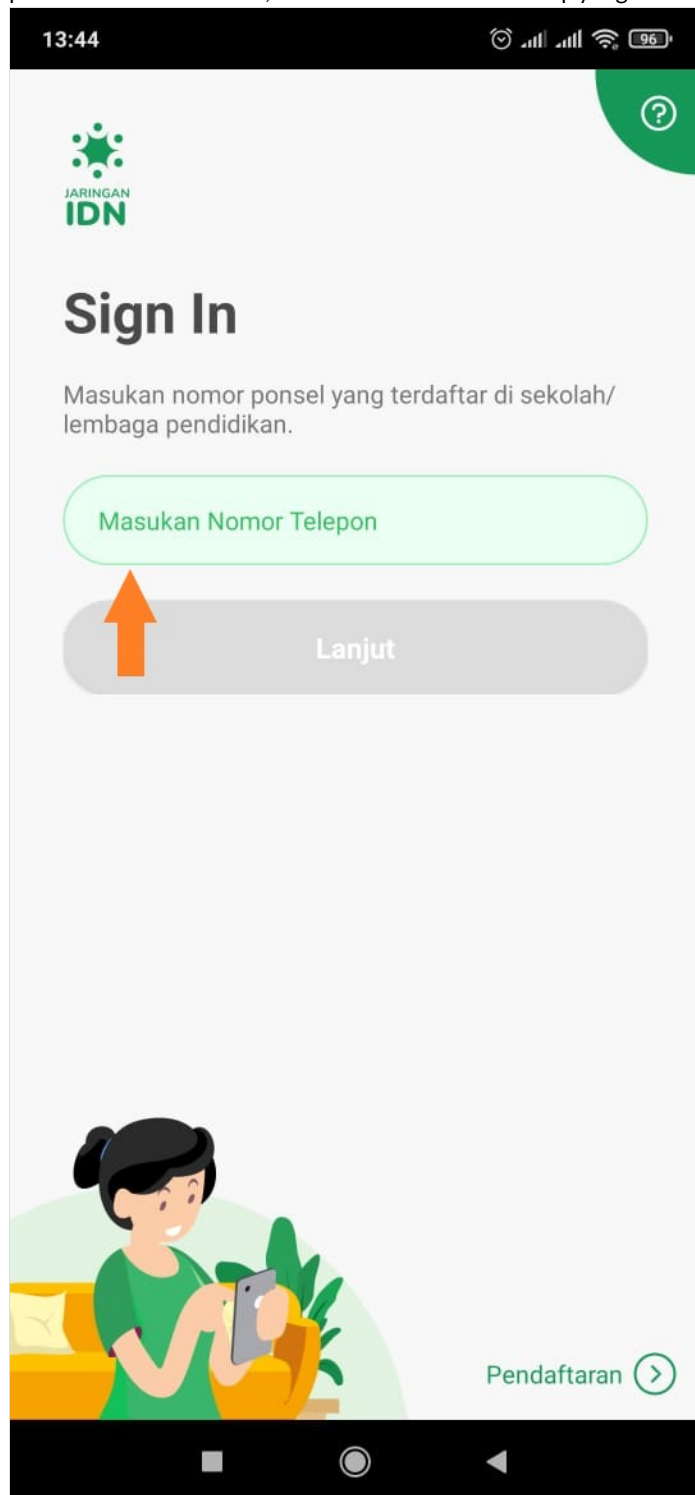 13:44
96
JARINGAN
IDN
Sign In
Masukan nomor ponsel yang terdaftar di sekolah/
lembaga pendidikan.
Masukan Nomor Telepon
Lanjut
Pendaftaran